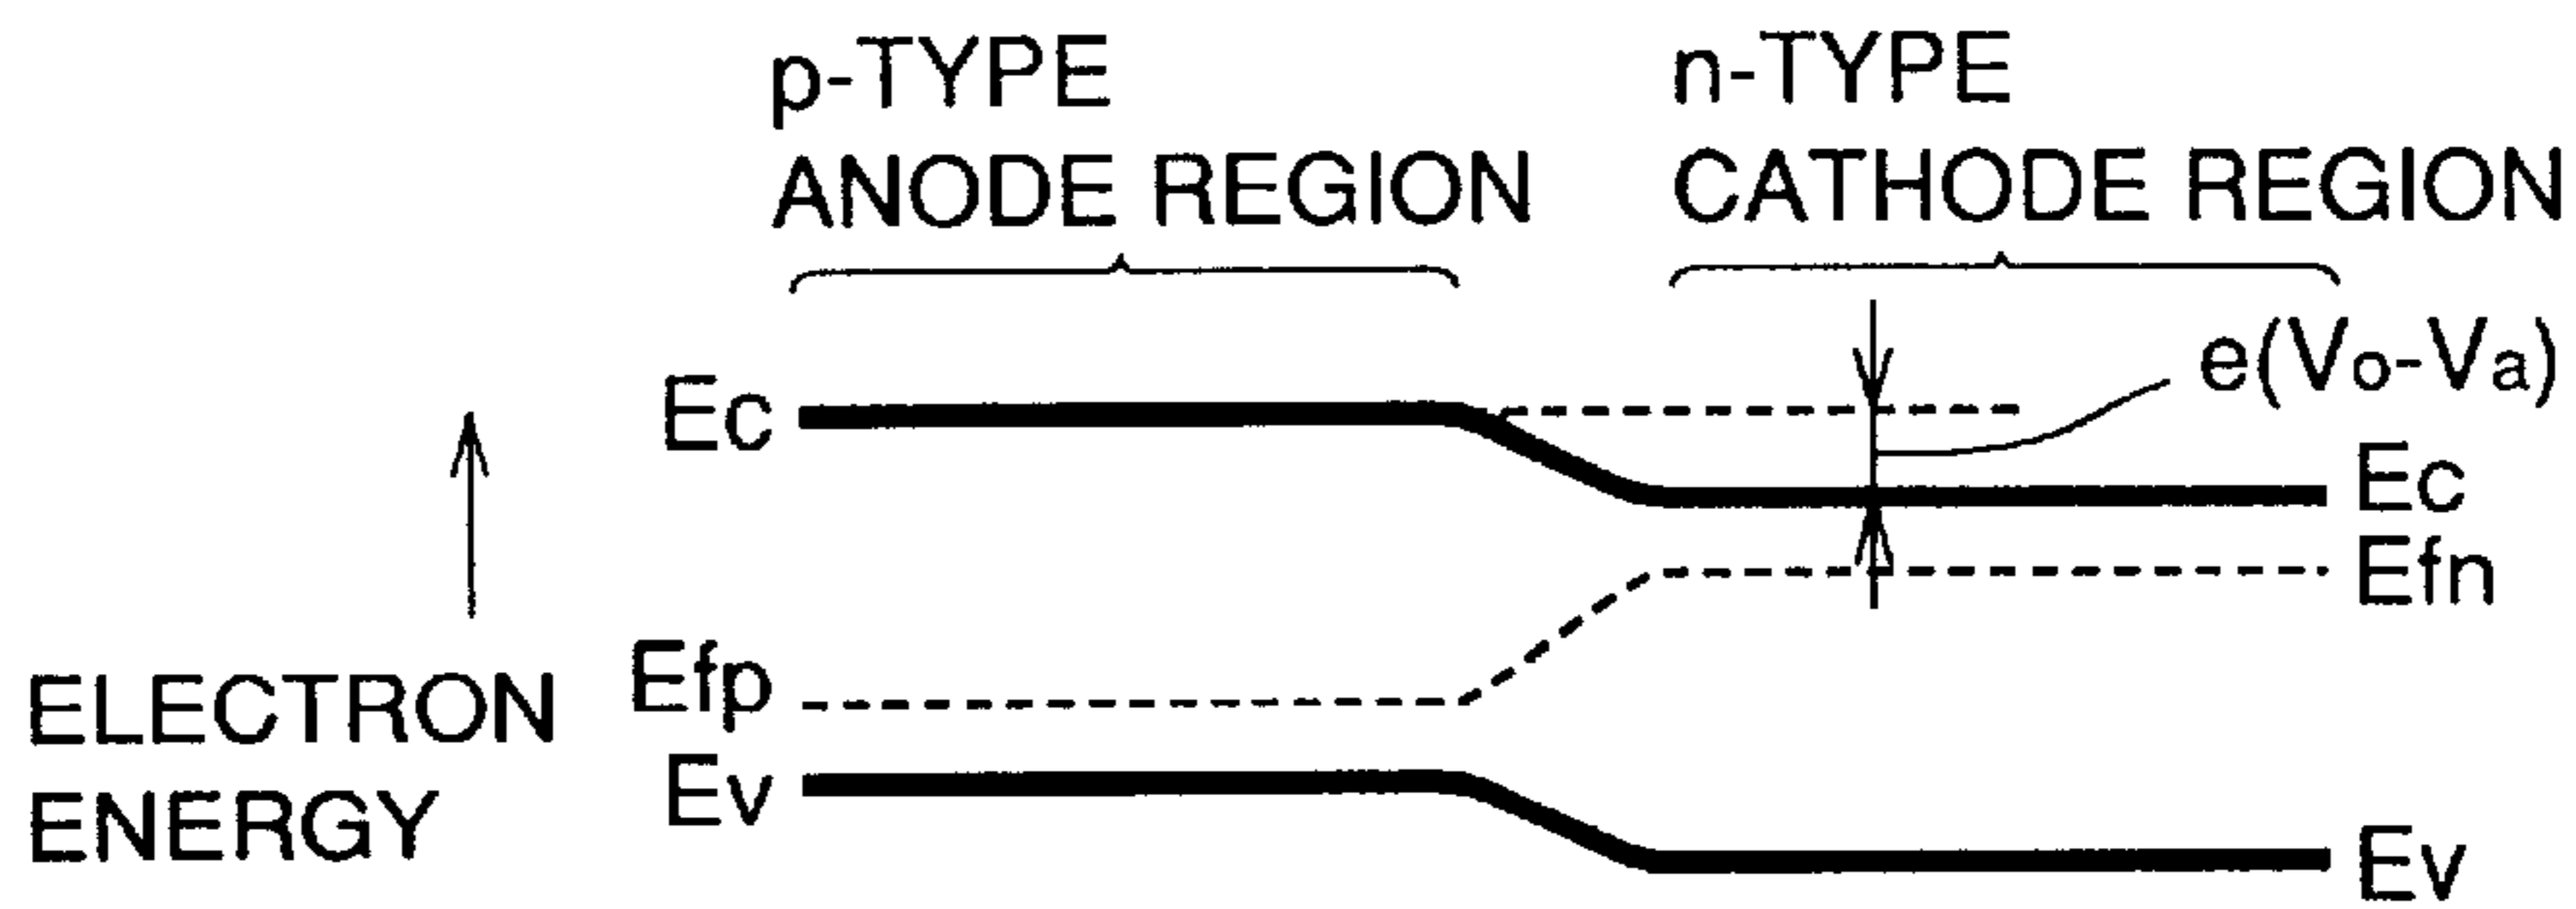 p-TYPE
ANODE REGION
n-TYPE
CATHODE REGION
e(Vo-Va)
Ec
Ec
Efn
Efp
ELECTRON
ENERGY
Ev
Ev